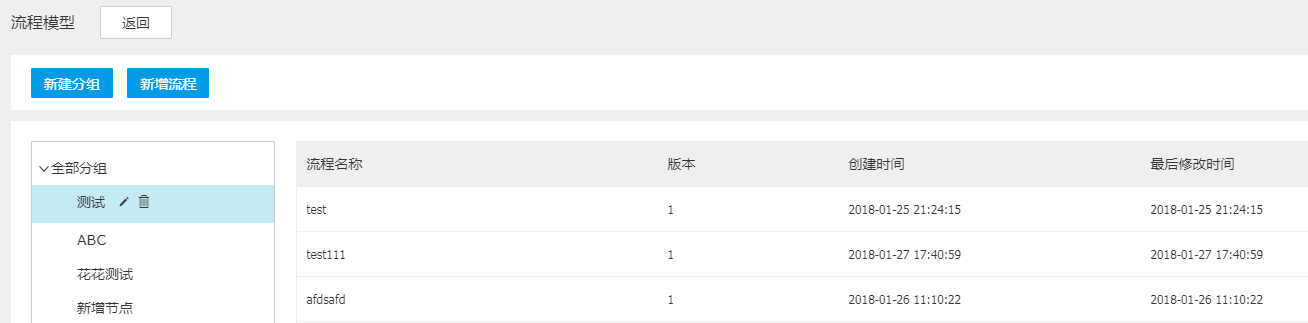 流程模型 返回
新建分组 新增流程
全部分组
测试
ABC
花花测试
新增节点
流程名称 版本 创建时间 最后修改时间
test 1 2018-01-25 21:24:15 2018-01-25 21:24:15
test111 1 2018-01-27 17:40:59 2018-01-27 17:40:59
afdsafd 1 2018-01-26 11:10:22 2018-01-26 11:10:22